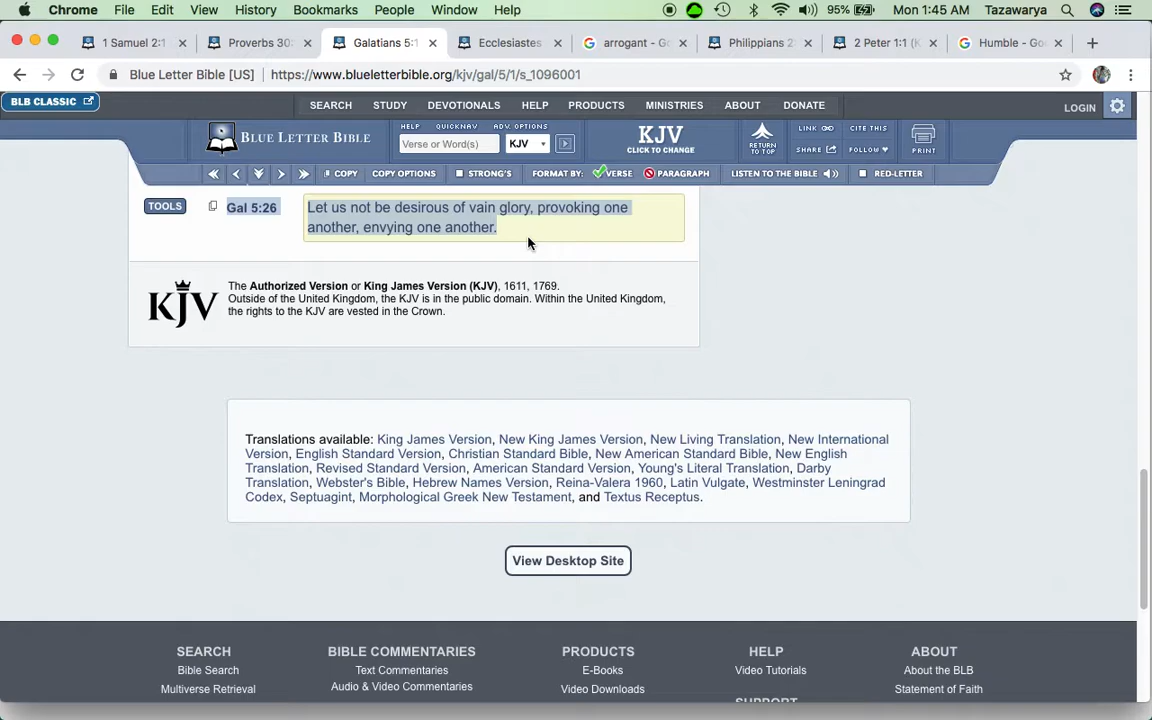 Chrome File Edit View History Bookmarks People Window Help 95% Mon 1:45 AM Tazawarya
1 Samuel 2:1 Proverbs 30: Galatians 5:1 Ecclesiastes arrogant - Go Philippians 2: 2 Peter 1:1 (K Humble - Goo
Blue Letter Bible [US] https://www.blueletterbible.org/kjv/gal/5/1/s_1096001
BLB CLASSIC SEARCH STUDY DEVOTIONALS HELP PRODUCTS MINISTRIES ABOUT DONATE LOGIN
HELP QUICKNAV ADV. OPTIONS
BLUE LETTER BIBLE Verse or Word(s) KJV KJV
CLICK TO CHANGE
RETURN TO TOP
LINK CITE THIS
SHARE FOLLOW
PRINT
COPY COPY OPTIONS STRONG'S FORMAT BY: VERSE PARAGRAPH LISTEN TO THE BIBLE RED-LETTER
TOOLS Gal 5:26 Let us not be desirous of vain glory, provoking one
another, envying one another.
KJV
The Authorized Version or King James Version (KJV), 1611, 1769.
Outside of the United Kingdom, the KJV is in the public domain. Within the United Kingdom,
the rights to the KJV are vested in the Crown.
Translations available: King James Version, New King James Version, New Living Translation, New International
Version, English Standard Version, Christian Standard Bible, New American Standard Bible, New English
Translation, Revised Standard Version, American Standard Version, Young's Literal Translation, Darby
Translation, Webster's Bible, Hebrew Names Version, Reina-Valera 1960, Latin Vulgate, Westminster Leningrad
Codex, Septuagint, Morphological Greek New Testament, and Textus Receptus.
View Desktop Site
SEARCH BIBLE COMMENTARIES PRODUCTS HELP ABOUT
Bible Search Text Commentaries E-Books Video Tutorials About the BLB
Multiverse Retrieval Audio & Video Commentaries Video Downloads Statement of Faith
SUPPORT